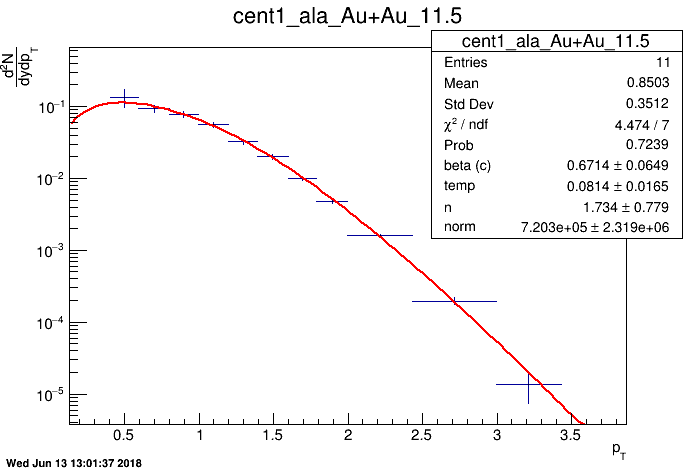 cent1_ala_Au+Au_11.5
d²N
dydp_T
cent1_ala_Au+Au_11.5
Entries 11
Mean 0.8503
Std Dev 0.3512
χ² / ndf 4.474 / 7
Prob 0.7239
beta (c) 0.6714 ± 0.0649
temp 0.0814 ± 0.0165
n 1.734 ± 0.779
norm 7.203e+05 ± 2.319e+06
10⁻¹
10⁻²
10⁻³
10⁻⁴
10⁻⁵
0.5 1 1.5 2 2.5 3 3.5
p_T
Wed Jun 13 13:01:37 2018